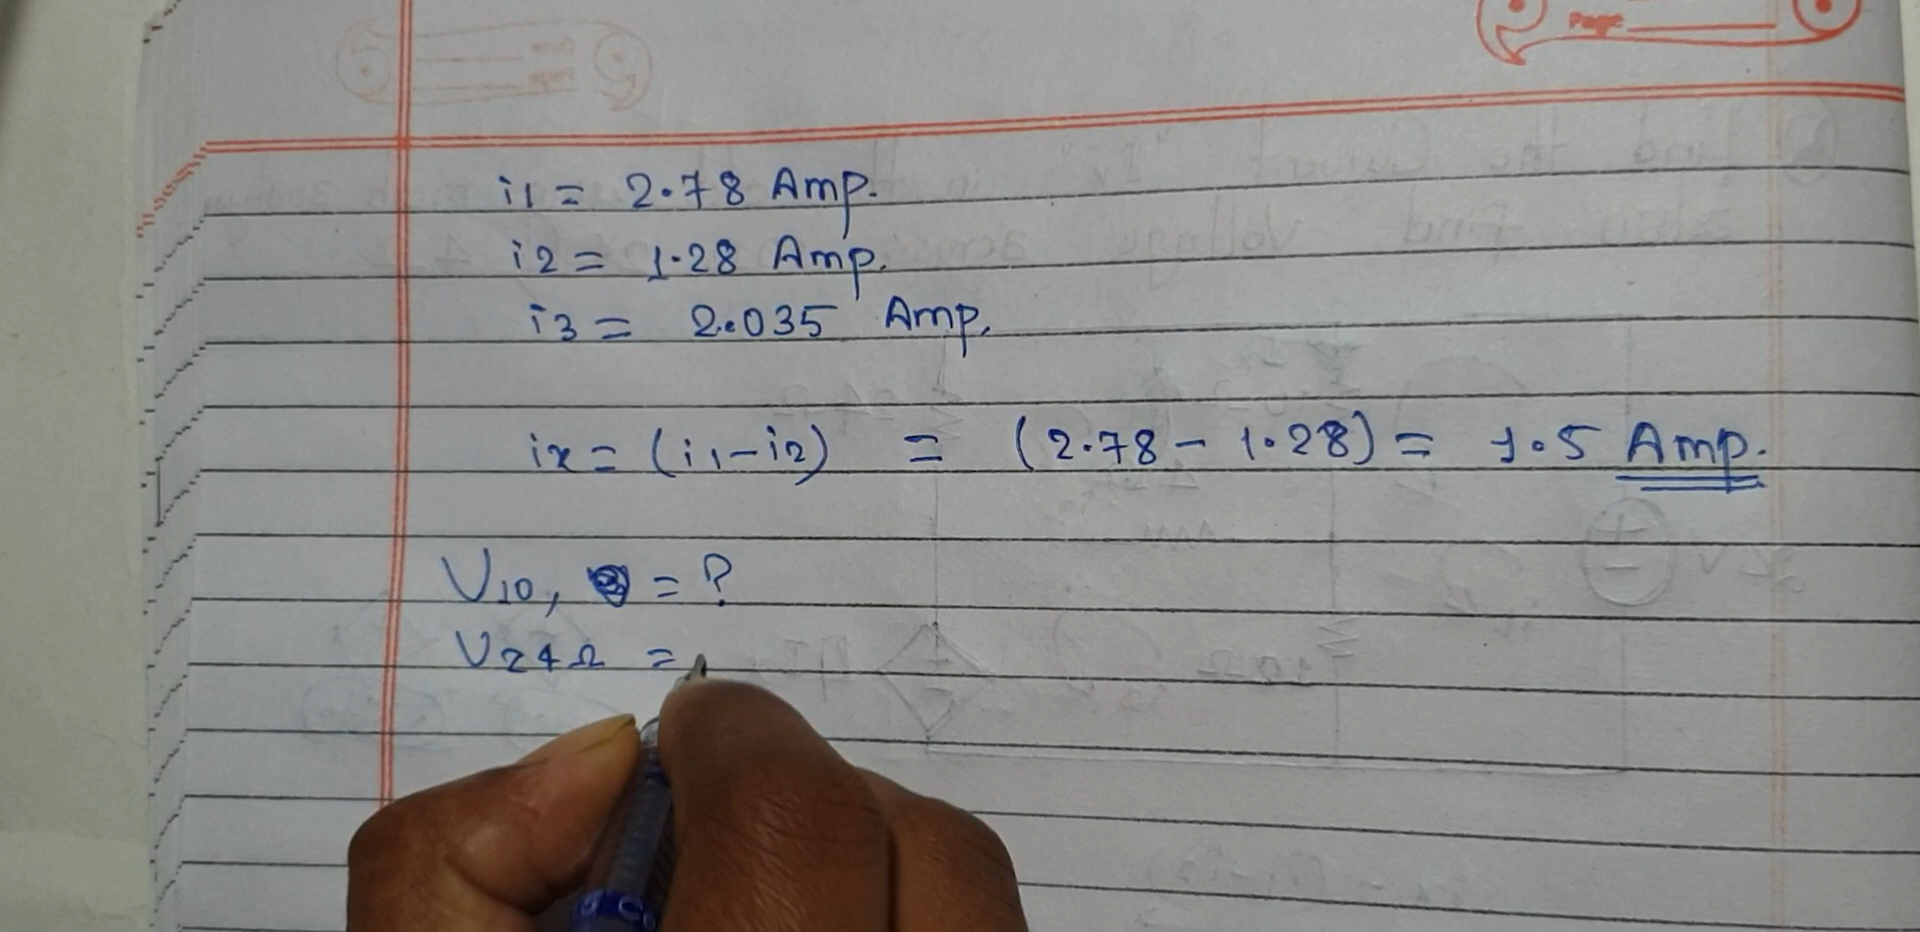 Page
i1 = 2.78 Amp.
i2 = 1.28 Amp.
i3 = 2.035 Amp.
ix = (i1-i2) = (2.78 - 1.28) = 1.5 Amp.
V10, = ?
V24Ω =